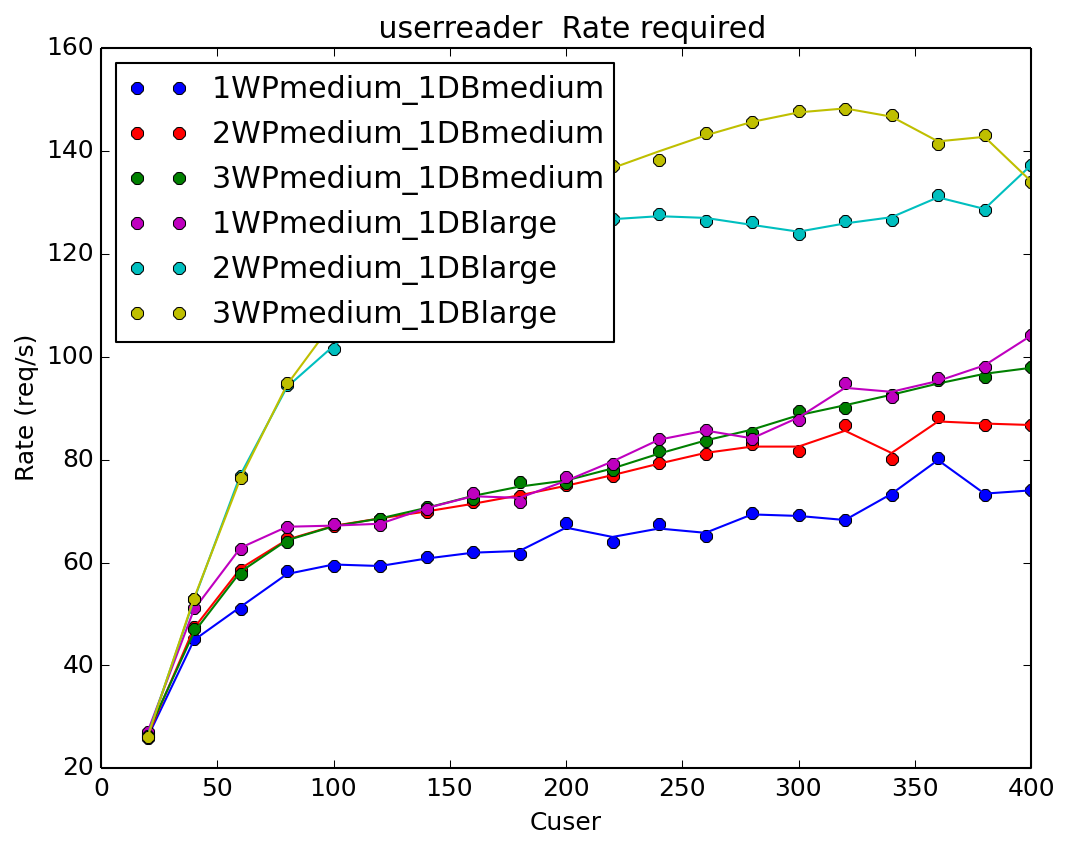 userreader  Rate required
160
140
120
100
80
60
40
20
Rate (req/s)
1WPmedium_1DBmedium
2WPmedium_1DBmedium
3WPmedium_1DBmedium
1WPmedium_1DBlarge
2WPmedium_1DBlarge
3WPmedium_1DBlarge
0 50 100 150 200 250 300 350 400
Cuser